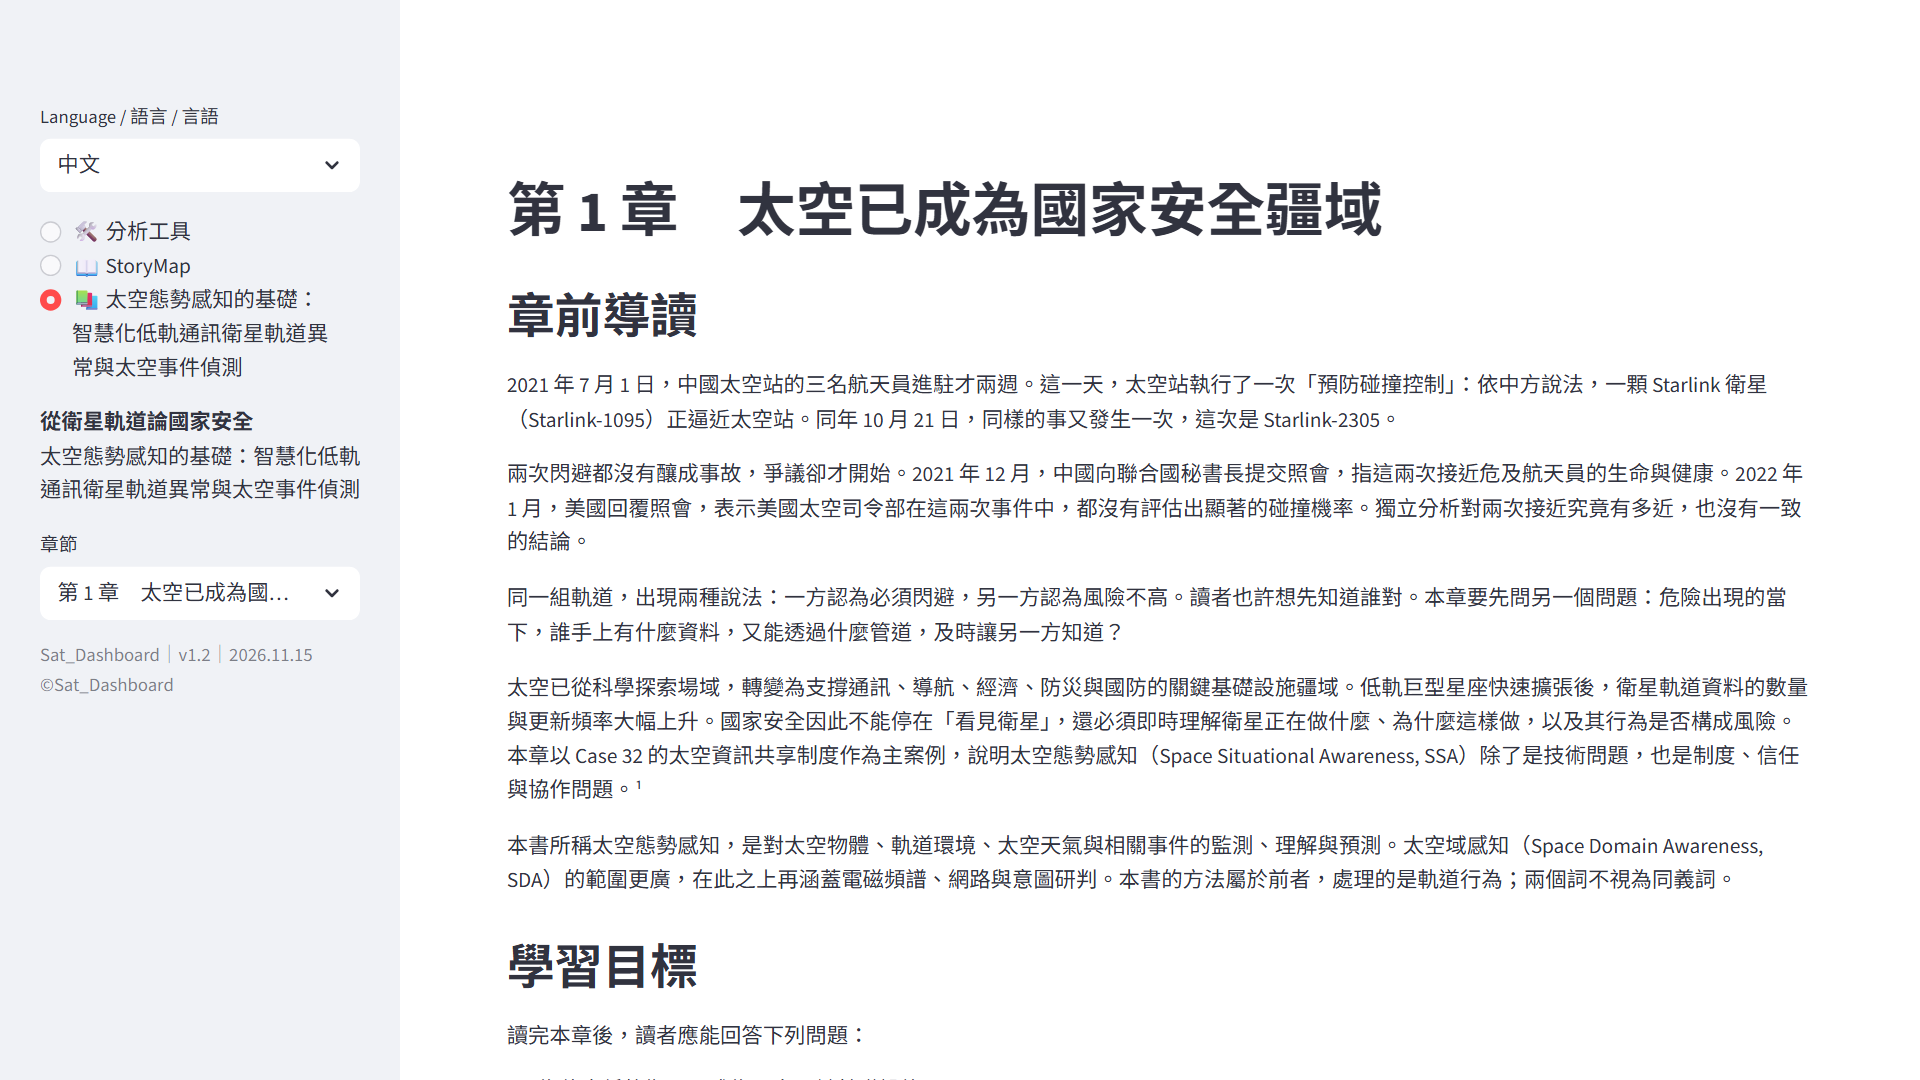 Language / 語言 / 言語
中文
🛠️ 分析工具
📖 StoryMap
📚 太空態勢感知的基礎：
智慧化低軌通訊衛星軌道異
常與太空事件偵測
從衛星軌道論國家安全
太空態勢感知的基礎：智慧化低軌
通訊衛星軌道異常與太空事件偵測
章節
第 1 章　太空已成為國…
Sat_Dashboard｜v1.2｜2026.11.15
©Sat_Dashboard
第 1 章　太空已成為國家安全疆域
章前導讀
2021 年 7 月 1 日，中國太空站的三名航天員進駐才兩週。這一天，太空站執行了一次「預防碰撞控制」：依中方說法，一顆 Starlink 衛星
（Starlink-1095）正逼近太空站。同年 10 月 21 日，同樣的事又發生一次，這次是 Starlink-2305。
兩次閃避都沒有釀成事故，爭議卻才開始。2021 年 12 月，中國向聯合國秘書長提交照會，指這兩次接近危及航天員的生命與健康。2022 年
1 月，美國回覆照會，表示美國太空司令部在這兩次事件中，都沒有評估出顯著的碰撞機率。獨立分析對兩次接近究竟有多近，也沒有一致
的結論。
同一組軌道，出現兩種說法：一方認為必須閃避，另一方認為風險不高。讀者也許想先知道誰對。本章要先問另一個問題：危險出現的當
下，誰手上有什麼資料，又能透過什麼管道，及時讓另一方知道？
太空已從科學探索場域，轉變為支撐通訊、導航、經濟、防災與國防的關鍵基礎設施疆域。低軌巨型星座快速擴張後，衛星軌道資料的數量
與更新頻率大幅上升。國家安全因此不能停在「看見衛星」，還必須即時理解衛星正在做什麼、為什麼這樣做，以及其行為是否構成風險。
本章以 Case 32 的太空資訊共享制度作為主案例，說明太空態勢感知（Space Situational Awareness, SSA）除了是技術問題，也是制度、信任
與協作問題。¹
本書所稱太空態勢感知，是對太空物體、軌道環境、太空天氣與相關事件的監測、理解與預測。太空域感知（Space Domain Awareness,
SDA）的範圍更廣，在此之上再涵蓋電磁頻譜、網路與意圖研判。本書的方法屬於前者，處理的是軌道行為；兩個詞不視為同義詞。
學習目標
讀完本章後，讀者應能回答下列問題：